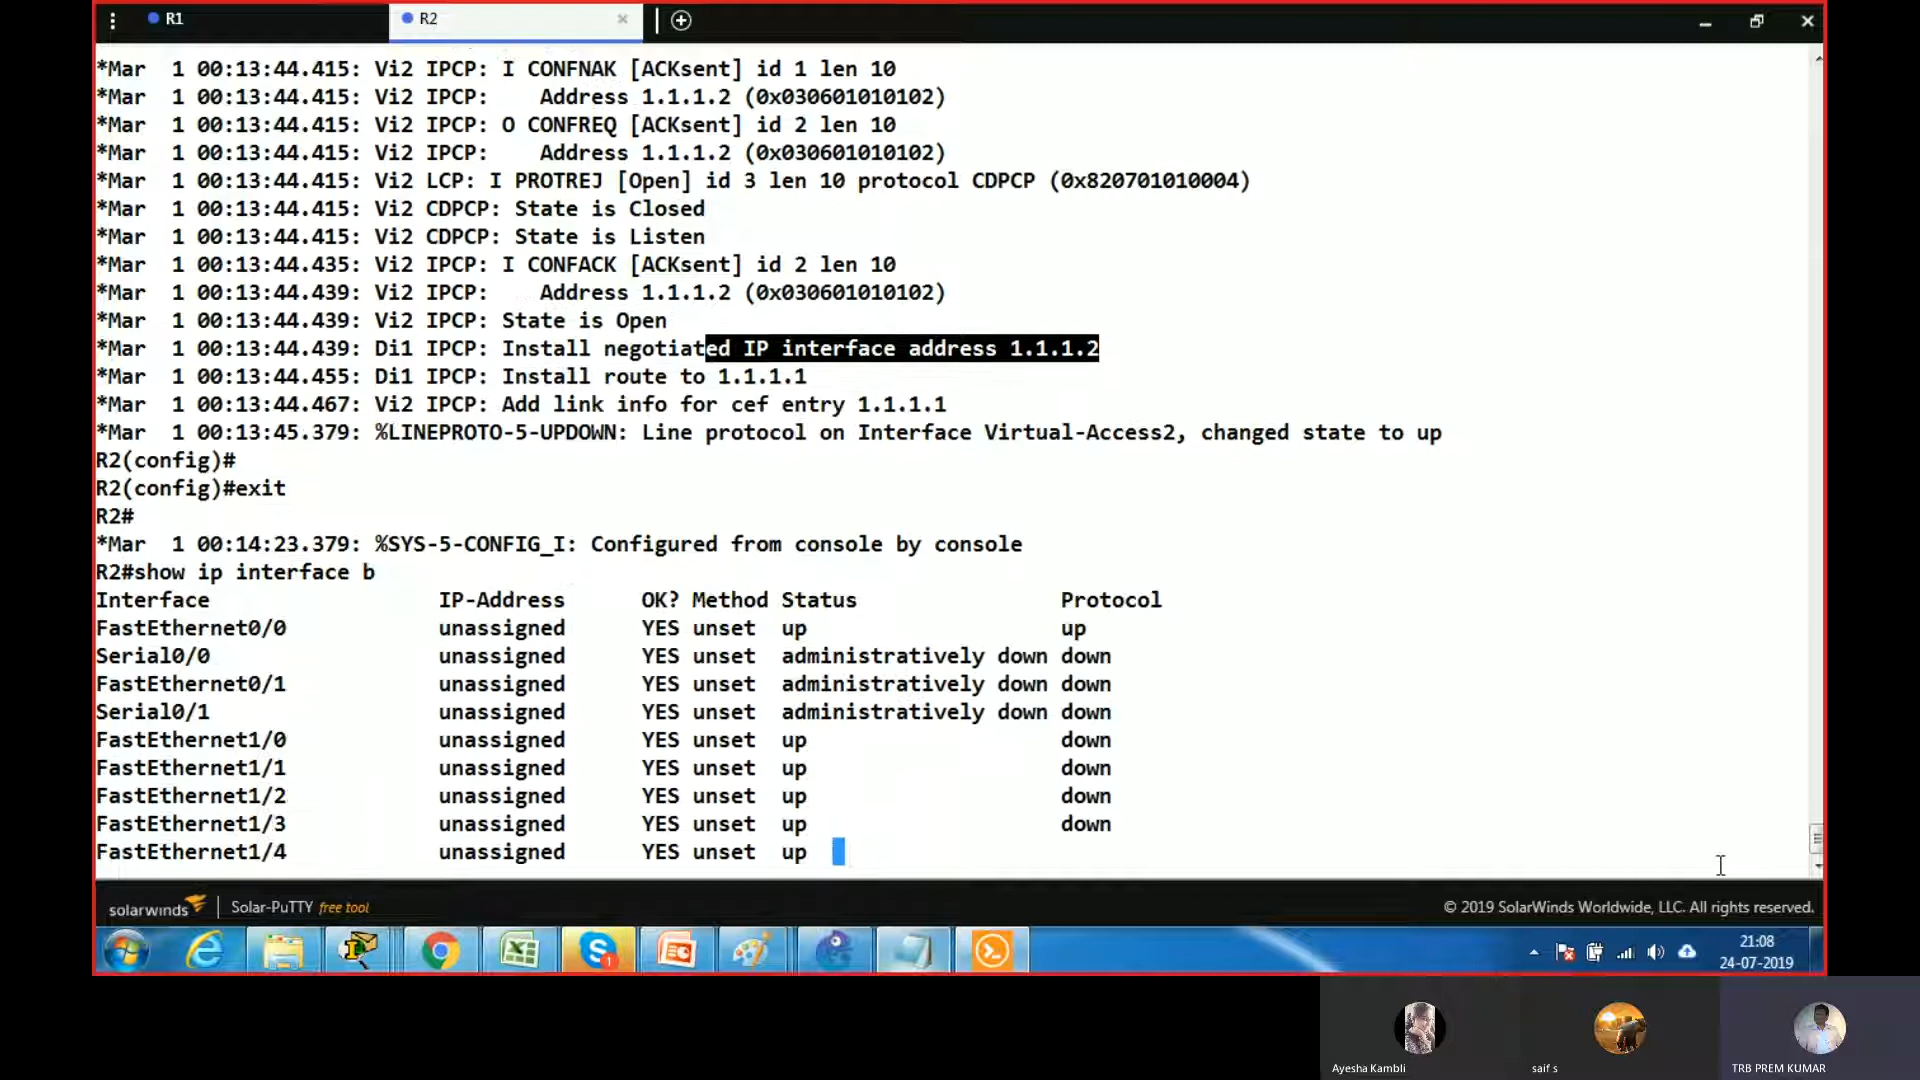 R1
R2
*Mar  1 00:13:44.415: Vi2 IPCP: I CONFNAK [ACKsent] id 1 len 10
*Mar  1 00:13:44.415: Vi2 IPCP:    Address 1.1.1.2 (0x030601010102)
*Mar  1 00:13:44.415: Vi2 IPCP: O CONFREQ [ACKsent] id 2 len 10
*Mar  1 00:13:44.415: Vi2 IPCP:    Address 1.1.1.2 (0x030601010102)
*Mar  1 00:13:44.415: Vi2 LCP: I PROTREJ [Open] id 3 len 10 protocol CDPCP (0x820701010004)
*Mar  1 00:13:44.415: Vi2 CDPCP: State is Closed
*Mar  1 00:13:44.415: Vi2 CDPCP: State is Listen
*Mar  1 00:13:44.435: Vi2 IPCP: I CONFACK [ACKsent] id 2 len 10
*Mar  1 00:13:44.439: Vi2 IPCP:    Address 1.1.1.2 (0x030601010102)
*Mar  1 00:13:44.439: Vi2 IPCP: State is Open
*Mar  1 00:13:44.439: Di1 IPCP: Install negotiated IP interface address 1.1.1.2
*Mar  1 00:13:44.455: Di1 IPCP: Install route to 1.1.1.1
*Mar  1 00:13:44.467: Vi2 IPCP: Add link info for cef entry 1.1.1.1
*Mar  1 00:13:45.379: %LINEPROTO-5-UPDOWN: Line protocol on Interface Virtual-Access2, changed state to up
R2(config)#
R2(config)#exit
R2#
*Mar  1 00:14:23.379: %SYS-5-CONFIG_I: Configured from console by console
R2#show ip interface b
Interface                  IP-Address      OK? Method Status                Protocol
FastEthernet0/0            unassigned      YES unset  up                    up
Serial0/0                  unassigned      YES unset  administratively down down
FastEthernet0/1            unassigned      YES unset  administratively down down
Serial0/1                  unassigned      YES unset  administratively down down
FastEthernet1/0            unassigned      YES unset  up                    down
FastEthernet1/1            unassigned      YES unset  up                    down
FastEthernet1/2            unassigned      YES unset  up                    down
FastEthernet1/3            unassigned      YES unset  up                    down
FastEthernet1/4            unassigned      YES unset  up
solarwinds Solar-PuTTY free tool © 2019 SolarWinds Worldwide, LLC. All rights reserved.
1
21:08
24-07-2019
Ayesha Kambli
saif s
TRB PREM KUMAR